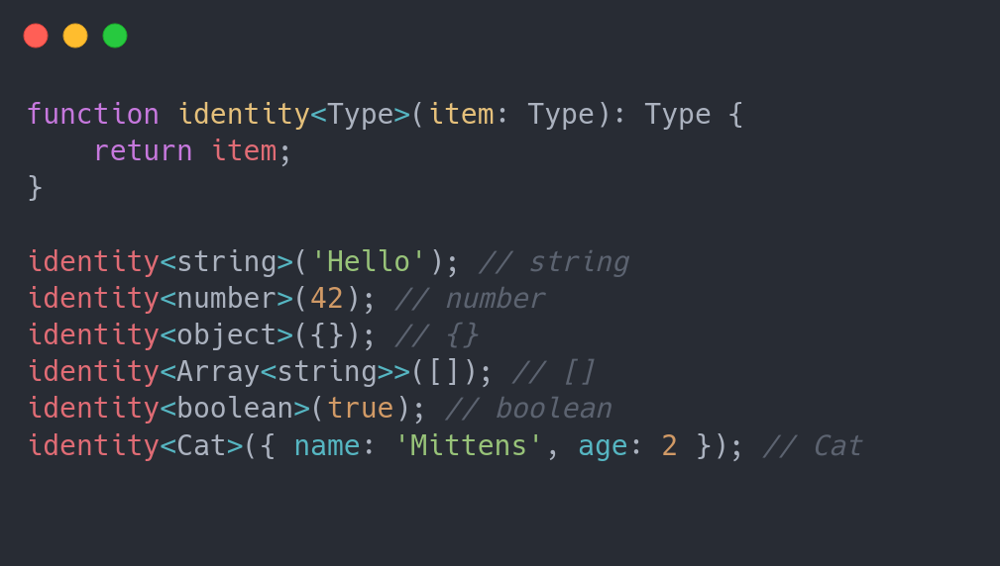 function identity<Type>(item: Type): Type {
    return item;
}

identity<string>('Hello'); // string
identity<number>(42); // number
identity<object>({}); // {}
identity<Array<string>>([]); // []
identity<boolean>(true); // boolean
identity<Cat>({ name: 'Mittens', age: 2 }); // Cat